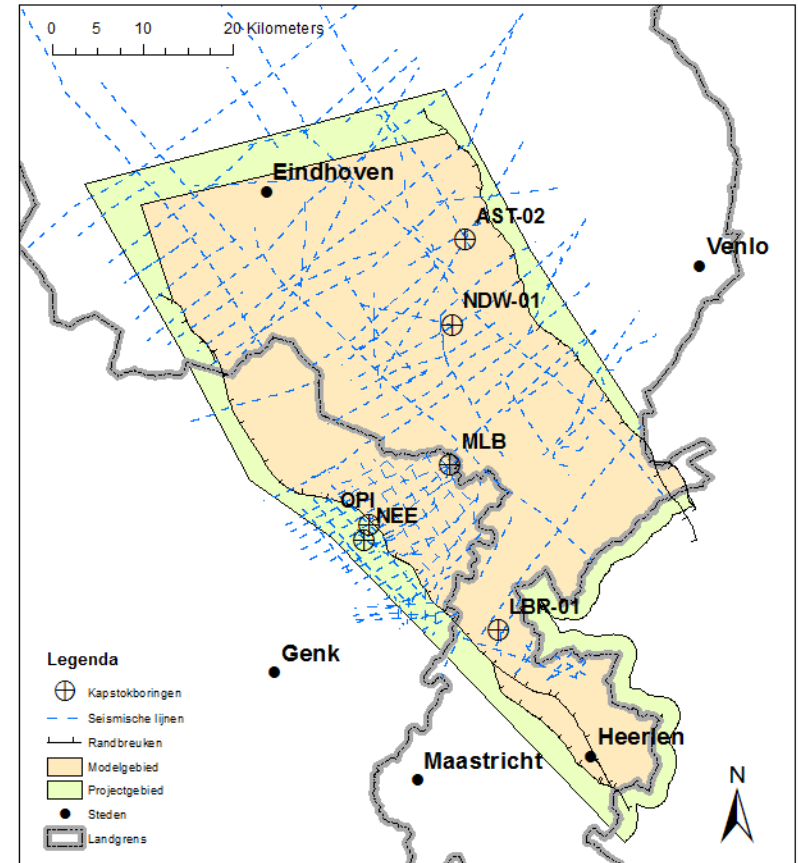 0 5 10 20 Kilometers
Eindhoven
AST-02
Venlo
NDW-01
MLB
OPI
NEE
LBR-01
Genk
Heerlen
Maastricht
Legenda
Kapstokboringen
Seismische lijnen
Randbreuken
Modelgebied
Projectgebied
Steden
Landgrens
N